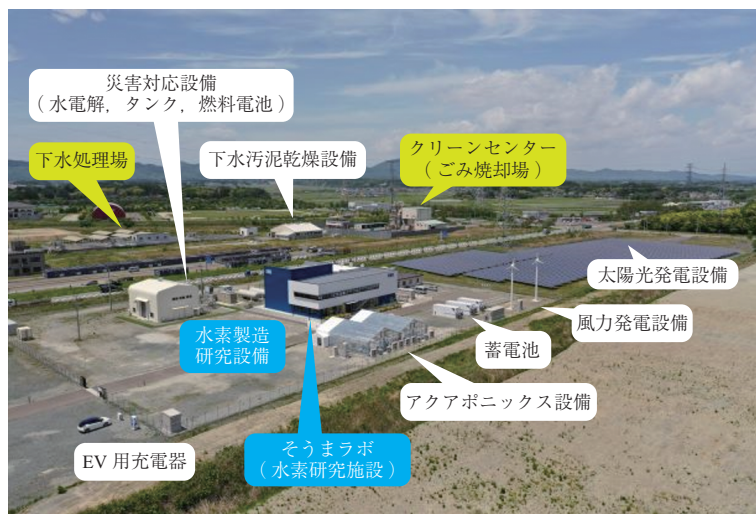 災害対応設備
（水電解，タンク，燃料電池）
下水処理場
下水汚泥乾燥設備
クリーンセンター
（ごみ焼却場）
太陽光発電設備
風力発電設備
水素製造
研究設備
蓄電池
アクアポニックス設備
EV 用充電器
そうまラボ
（水素研究施設）